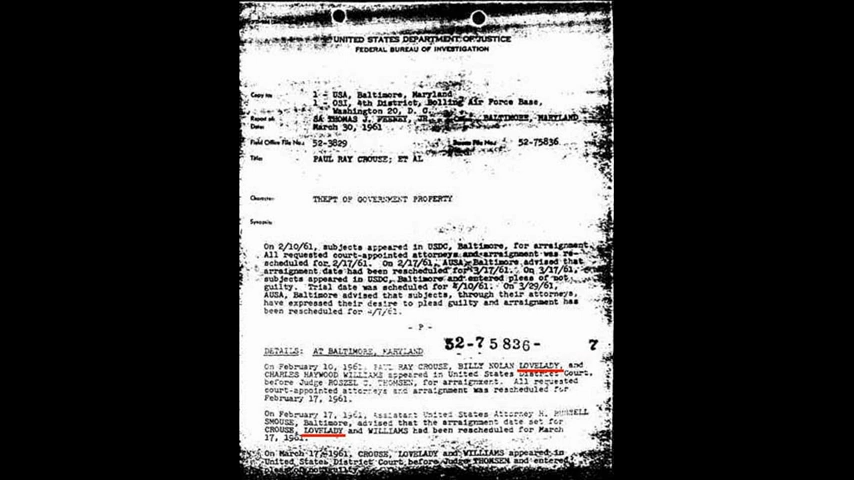 UNITED STATES DEPARTMENT OF JUSTICE
FEDERAL BUREAU OF INVESTIGATION
Copy to: 1 - USA, Baltimore, Maryland
1 - OSI, 4th District, Bolling Air Force Base,
Washington 20, D. C.
Report of: SA THOMAS J. FEENEY, JR. BALTIMORE, MARYLAND
Date: March 30, 1961
Field Office File No.: 52-3829 Bureau File No.: 52-75836
Title: PAUL RAY CROUSE; ET AL
Character: THEFT OF GOVERNMENT PROPERTY
Synopsis:
On 2/10/61, subjects appeared in USDC, Baltimore, for arraignment.
All requested court-appointed attorneys and arraignment was re-
scheduled for 2/17/61. On 2/17/61, AUSA, Baltimore advised that
arraignment date had been rescheduled for 3/17/61. On 3/17/61,
subjects appeared in USDC, Baltimore and entered pleas of not
guilty. Trial date was scheduled for 4/10/61. On 3/29/61,
AUSA, Baltimore advised that subjects, through their attorneys,
have expressed their desire to plead guilty and arraignment has
been rescheduled for 4/7/61.
- P -
52-75836- 7
DETAILS: AT BALTIMORE, MARYLAND
On February 10, 1961, PAUL RAY CROUSE, BILLY NOLAN LOVELADY, and
CHARLES HAYWOOD WILLIAMS appeared in United States District Court,
before Judge ROSZEL C. THOMSEN, for arraignment. All requested
court-appointed attorneys and arraignment was rescheduled for
February 17, 1961.
On February 17, 1961, Assistant United States Attorney H. RUSSELL
SMOUSE, Baltimore, advised that the arraignment date set for
CROUSE, LOVELADY and WILLIAMS had been rescheduled for March
17, 1961.
On March 17, 1961, CROUSE, LOVELADY and WILLIAMS appeared in
United States District Court before Judge THOMSEN and entered